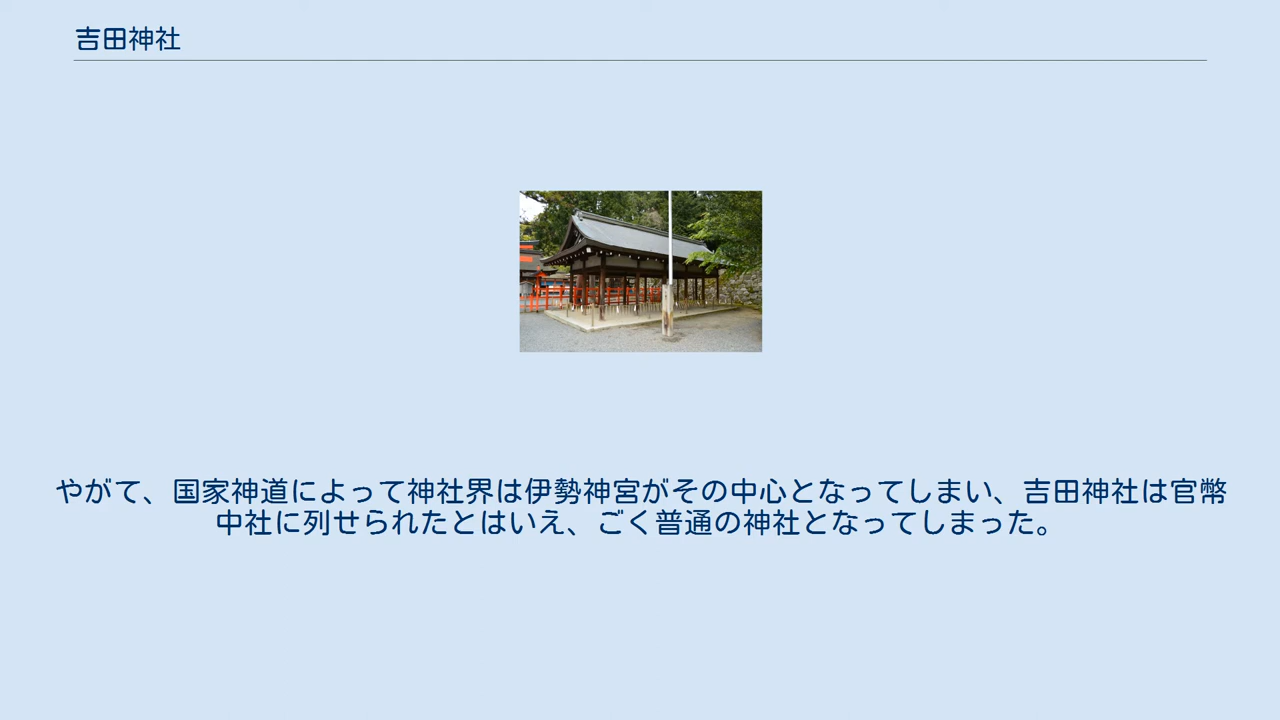 吉田神社
やがて、国家神道によって神社界は伊勢神宮がその中心となってしまい、吉田神社は官幣
中社に列せられたとはいえ、ごく普通の神社となってしまった。